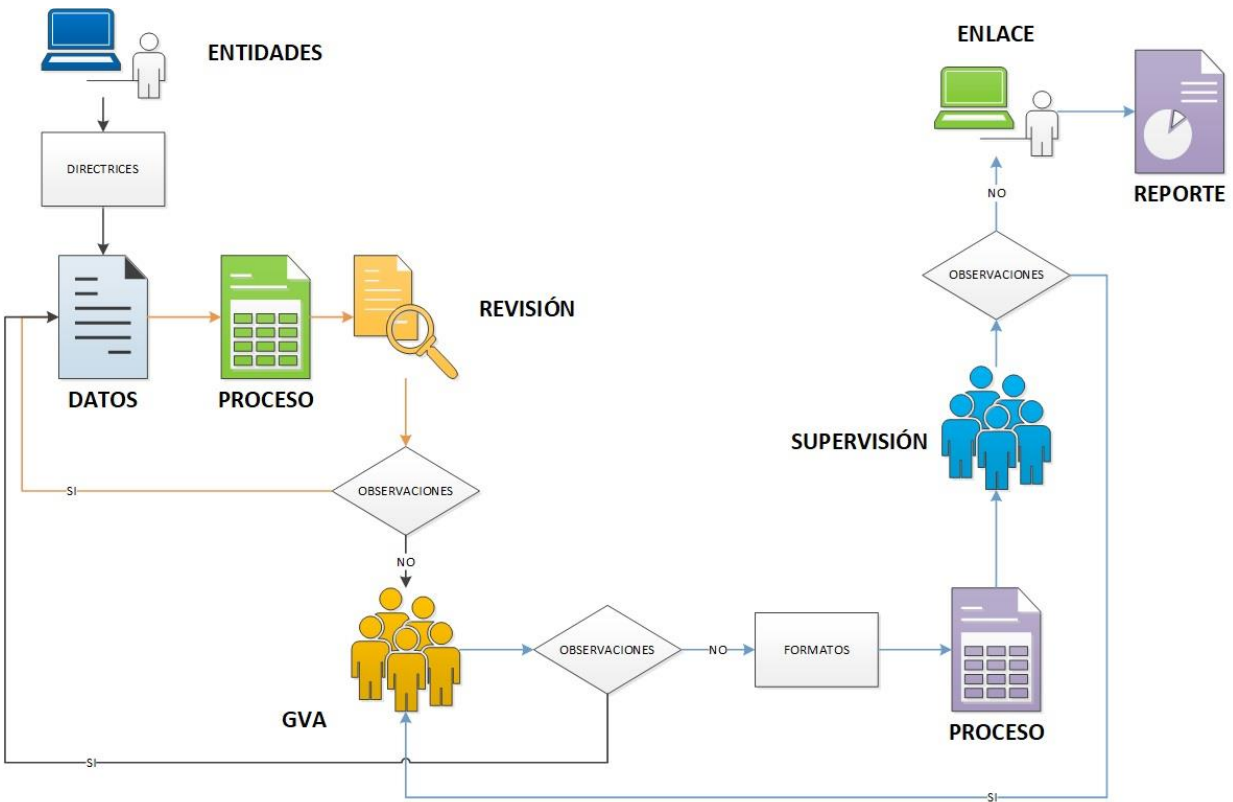 ENTIDADES
DIRECTRICES
DATOS
PROCESO
REVISIÓN
OBSERVACIONES
SI
NO
GVA
OBSERVACIONES
SI
NO
FORMATOS
PROCESO
SUPERVISIÓN
OBSERVACIONES
SI
NO
ENLACE
REPORTE